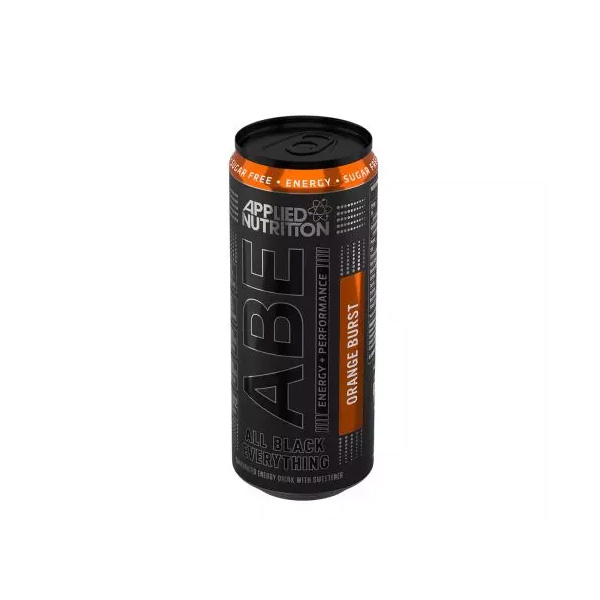 SUGAR FREE • ENERGY • SUGAR FREE
APPLIED
NUTRITION
ABE
ENERGY + PERFORMANCE
ORANGE BURST
ALL BLACK
EVERYTHING
ENERGY DRINK WITH SWEETENER